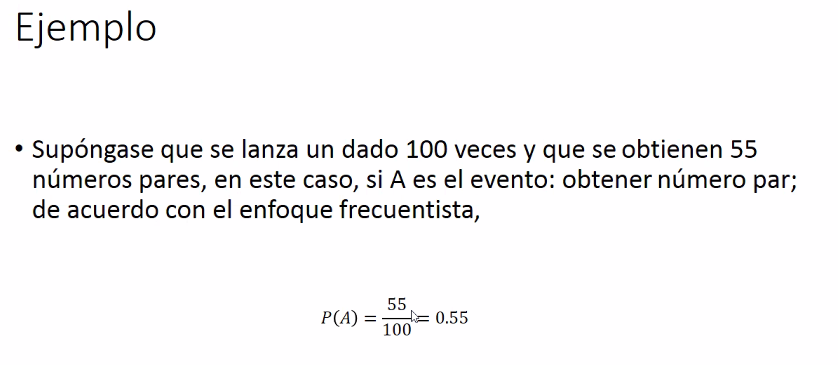 Ejemplo
• Supóngase que se lanza un dado 100 veces y que se obtienen 55
números pares, en este caso, si A es el evento: obtener número par;
de acuerdo con el enfoque frecuentista,
P(A) = 55/100 = 0.55